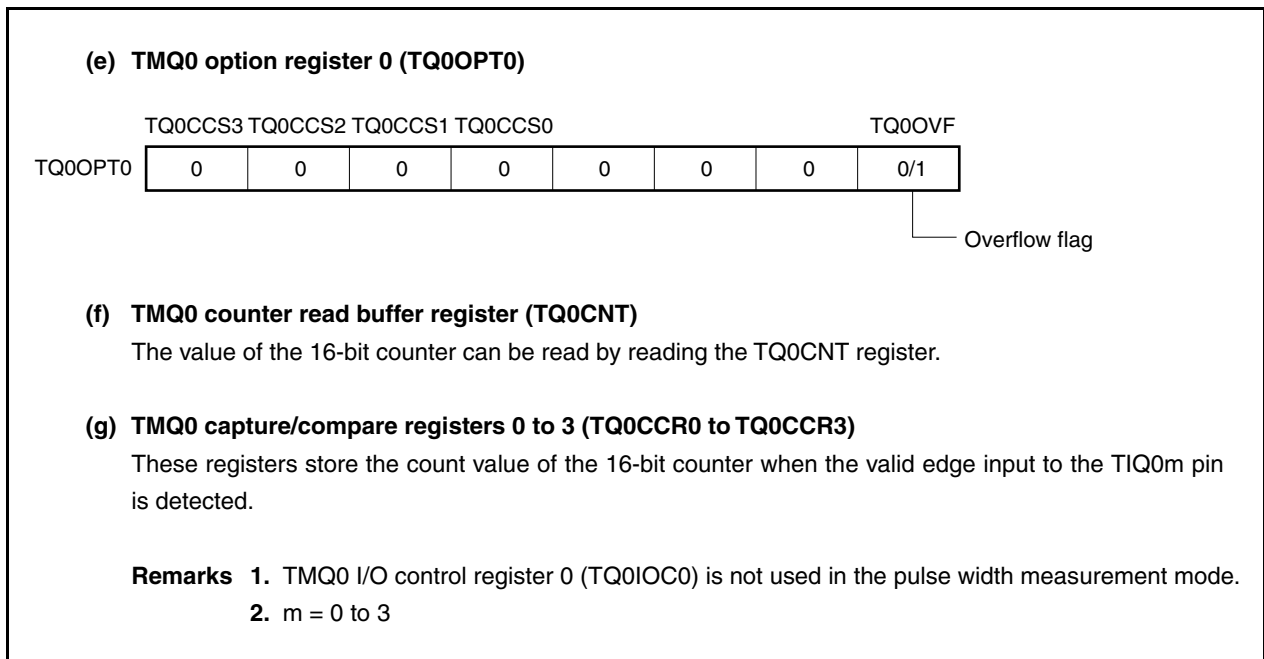 (e) TMQ0 option register 0 (TQ0OPT0)
TQ0CCS3 TQ0CCS2 TQ0CCS1 TQ0CCS0 TQ0OVF
TQ0OPT0 0 0 0 0 0 0 0 0/1
Overflow flag
(f) TMQ0 counter read buffer register (TQ0CNT)
The value of the 16-bit counter can be read by reading the TQ0CNT register.
(g) TMQ0 capture/compare registers 0 to 3 (TQ0CCR0 to TQ0CCR3)
These registers store the count value of the 16-bit counter when the valid edge input to the TIQ0m pin
is detected.
Remarks 1. TMQ0 I/O control register 0 (TQ0IOC0) is not used in the pulse width measurement mode.
2. m = 0 to 3